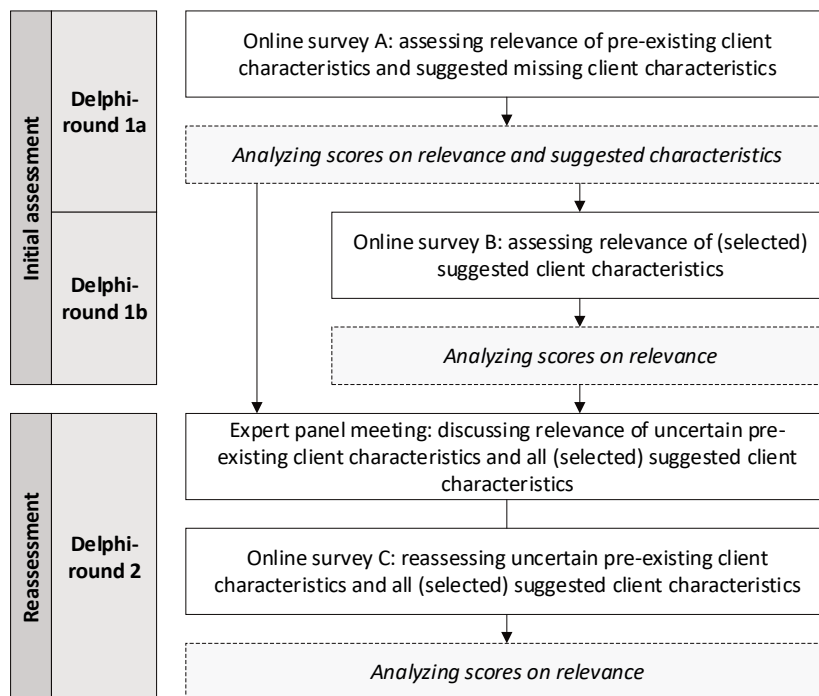 Initial assessment
Delphi-
round 1a
Online survey A: assessing relevance of pre-existing client
characteristics and suggested missing client characteristics
Analyzing scores on relevance and suggested characteristics
Delphi-
round 1b
Online survey B: assessing relevance of (selected)
suggested client characteristics
Analyzing scores on relevance
Reassessment
Delphi-
round 2
Expert panel meeting: discussing relevance of uncertain pre-
existing client characteristics and all (selected) suggested client
characteristics
Online survey C: reassessing uncertain pre-existing client
characteristics and all (selected) suggested client characteristics
Analyzing scores on relevance